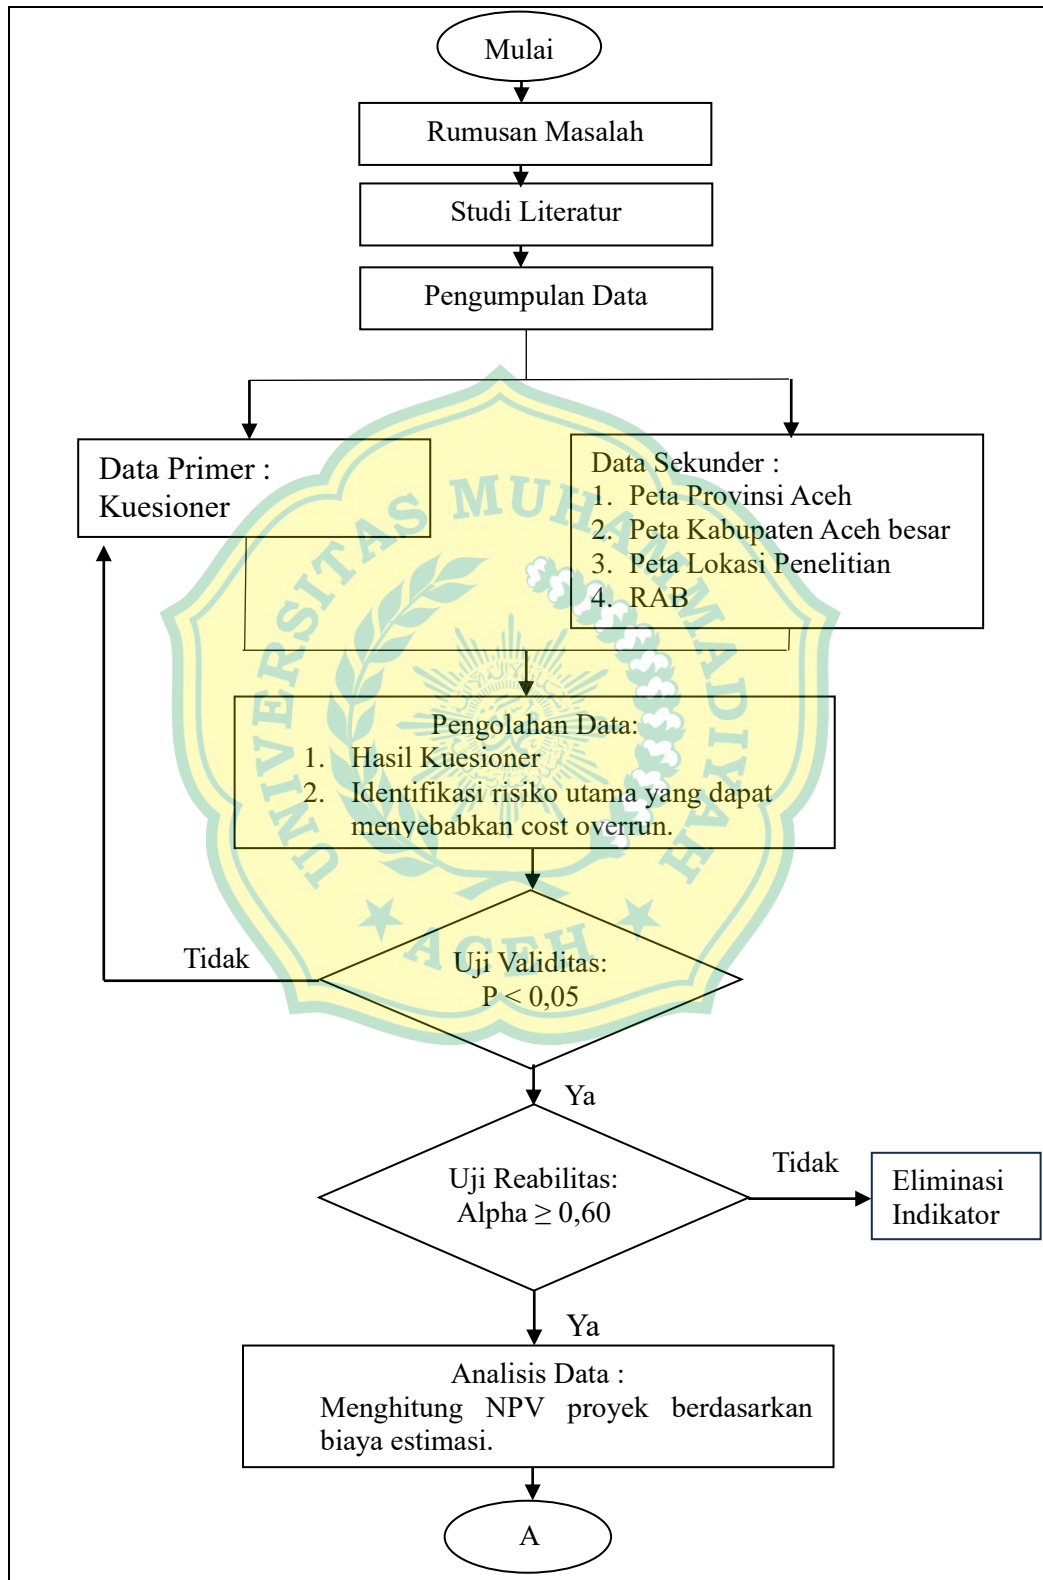 Mulai
Rumusan Masalah
Studi Literatur
Pengumpulan Data
Data Primer :
Kuesioner
Data Sekunder :
1. Peta Provinsi Aceh
2. Peta Kabupaten Aceh besar
3. Peta Lokasi Penelitian
4. RAB
UNIVERSITAS MUHAMMADIYAH
ACEH
Pengolahan Data:
1. Hasil Kuesioner
2. Identifikasi risiko utama yang dapat
menyebabkan cost overrun.
Tidak
Uji Validitas:
P < 0,05
Ya
Uji Reabilitas:
Alpha ≥ 0,60
Tidak
Eliminasi
Indikator
Ya
Analisis Data :
Menghitung NPV proyek berdasarkan
biaya estimasi.
A